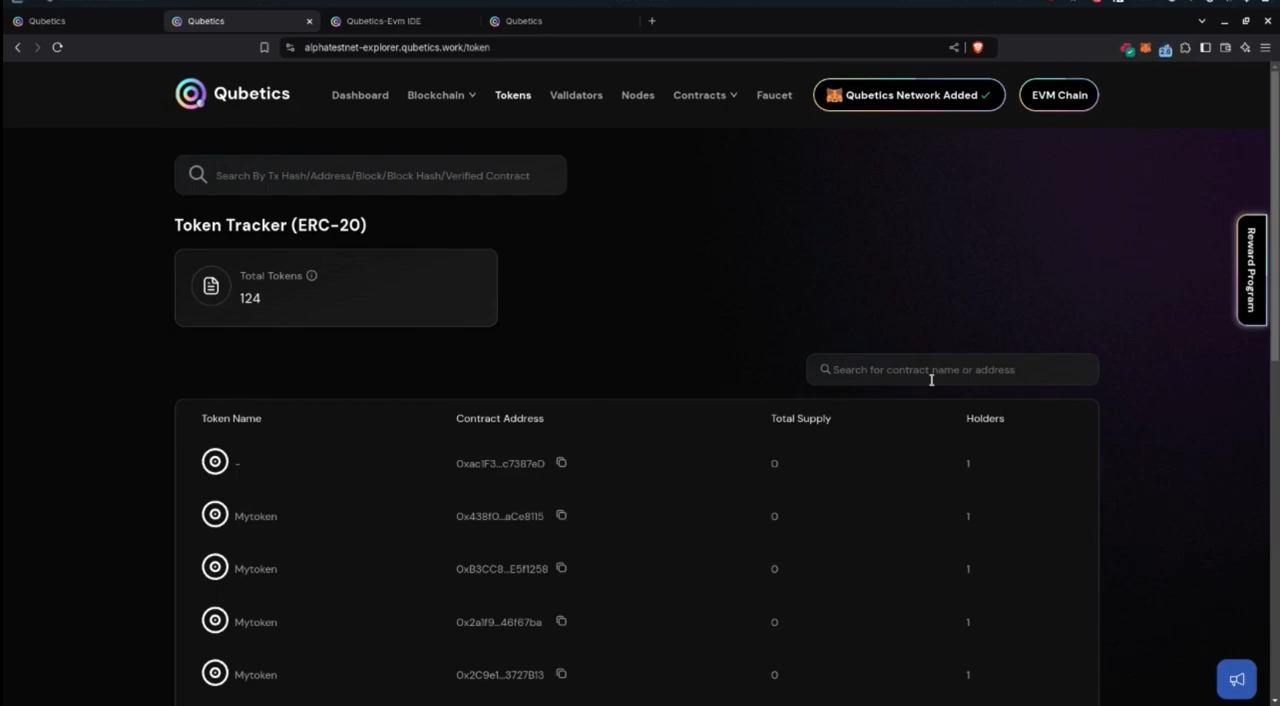 Qubetics
Qubetics
Qubetics-Evm IDE
Qubetics
alphatestnet-explorer.qubetics.work/token
Qubetics
Dashboard
Blockchain
Tokens
Validators
Nodes
Contracts
Faucet
Qubetics Network Added
EVM Chain
Search By Tx Hash/Address/Block/Block Hash/Verified Contract
Token Tracker (ERC-20)
Total Tokens
124
Reward Program
Search for contract name or address
Token Name Contract Address Total Supply Holders
- 0xac1F3...c7387eD 0 1
Mytoken 0x438f0...aCe8115 0 1
Mytoken 0xB3CC8...E5f1258 0 1
Mytoken 0x2a1f9...46f67ba 0 1
Mytoken 0x2C9e1...3727B13 0 1